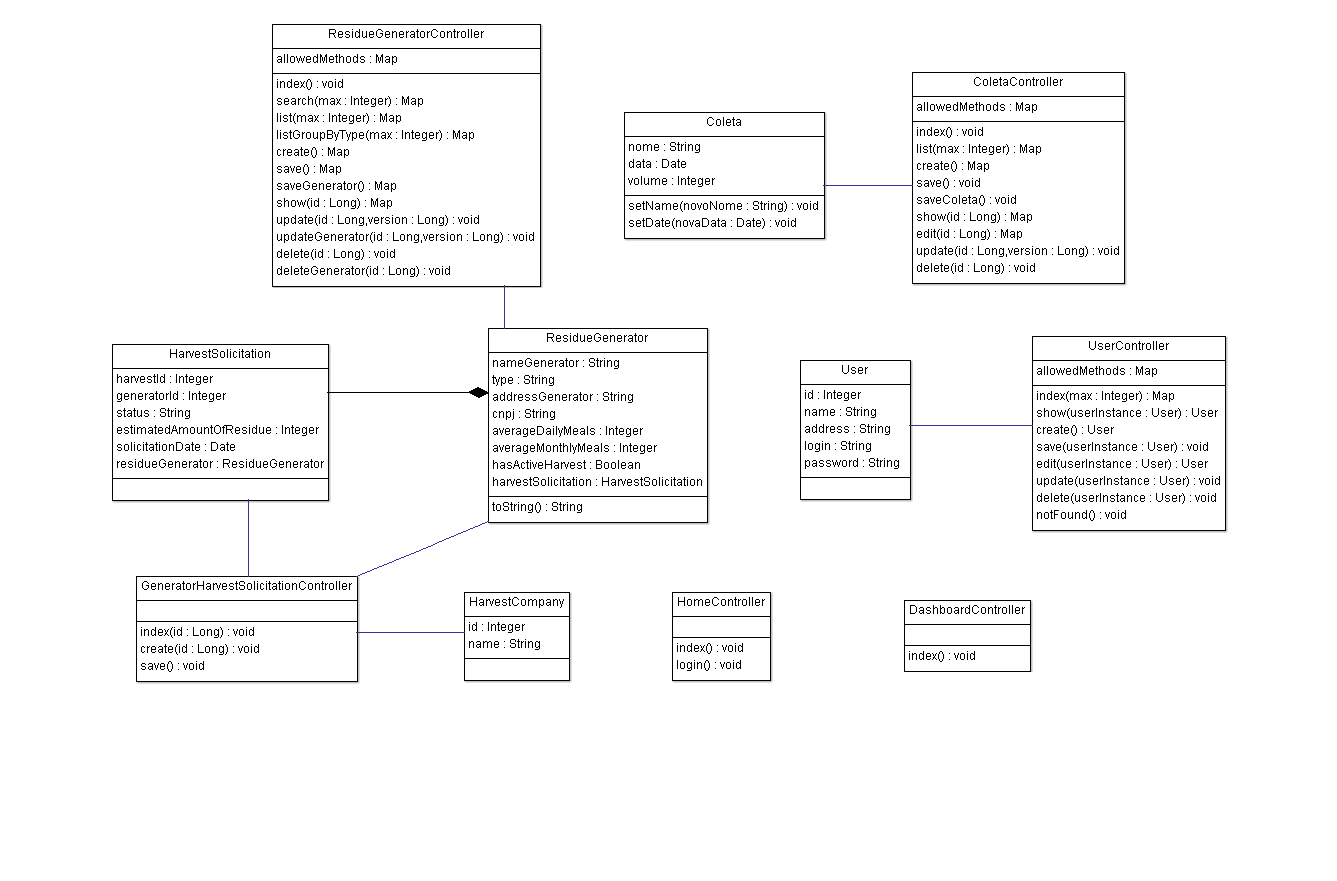 ResidueGeneratorController
allowedMethods : Map
index() : void
search(max : Integer) : Map
list(max : Integer) : Map
listGroupByType(max : Integer) : Map
create() : Map
save() : Map
saveGenerator() : Map
show(id : Long) : Map
update(id : Long,version : Long) : void
updateGenerator(id : Long,version : Long) : void
delete(id : Long) : void
deleteGenerator(id : Long) : void
Coleta
nome : String
data : Date
volume : Integer
setName(novoNome : String) : void
setDate(novaData : Date) : void
ColetaController
allowedMethods : Map
index() : void
list(max : Integer) : Map
create() : Map
save() : void
saveColeta() : void
show(id : Long) : Map
edit(id : Long) : Map
update(id : Long,version : Long) : void
delete(id : Long) : void
HarvestSolicitation
harvestId : Integer
generatorId : Integer
status : String
estimatedAmountOfResidue : Integer
solicitationDate : Date
residueGenerator : ResidueGenerator
ResidueGenerator
nameGenerator : String
type : String
addressGenerator : String
cnpj : String
averageDailyMeals : Integer
averageMonthlyMeals : Integer
hasActiveHarvest : Boolean
harvestSolicitation : HarvestSolicitation
toString() : String
User
id : Integer
name : String
address : String
login : String
password : String
UserController
allowedMethods : Map
index(max : Integer) : Map
show(userInstance : User) : User
create() : User
save(userInstance : User) : void
edit(userInstance : User) : User
update(userInstance : User) : void
delete(userInstance : User) : void
notFound() : void
GeneratorHarvestSolicitationController
index(id : Long) : void
create(id : Long) : void
save() : void
HarvestCompany
id : Integer
name : String
HomeController
index() : void
login() : void
DashboardController
index() : void